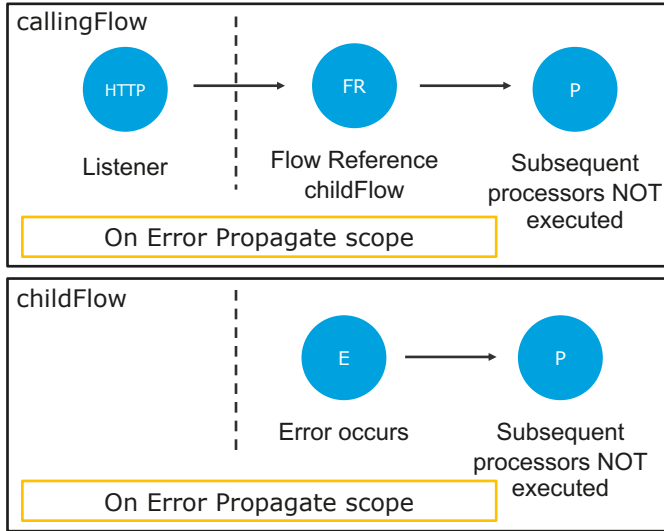 callingFlow
HTTP
FR
P
Listener
Flow Reference
childFlow
Subsequent
processors NOT
executed
On Error Propagate scope
childFlow
E
P
Error occurs
Subsequent
processors NOT
executed
On Error Propagate scope